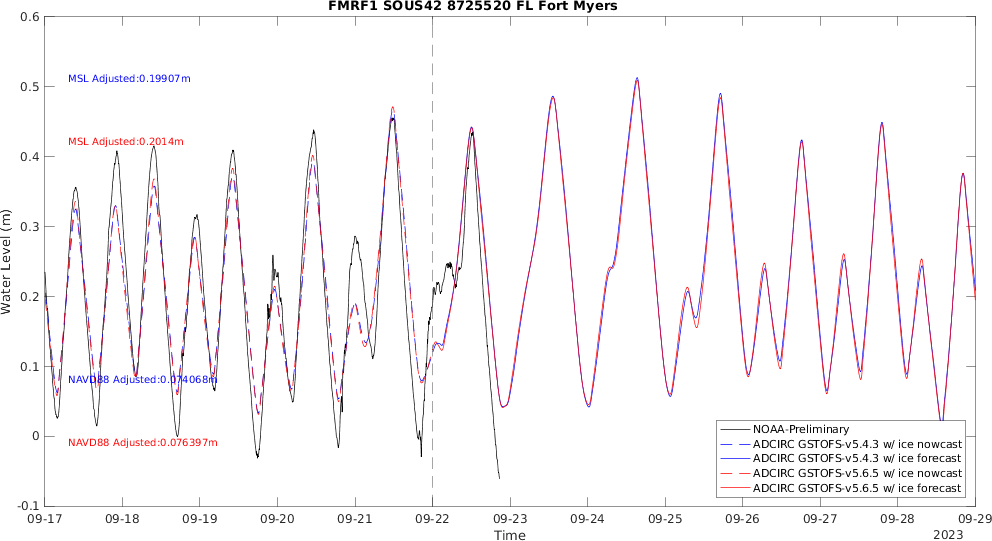 FMRF1 SOUS42 8725520 FL Fort Myers
0.6
0.5
0.4
0.3
0.2
0.1
0
-0.1
Water Level (m)
MSL Adjusted:0.19907m
MSL Adjusted:0.2014m
NAVD88 Adjusted:0.074068m
NAVD88 Adjusted:0.076397m
NOAA-Preliminary
ADCIRC GSTOFS-v5.4.3 w/ ice nowcast
ADCIRC GSTOFS-v5.4.3 w/ ice forecast
ADCIRC GSTOFS-v5.6.5 w/ ice nowcast
ADCIRC GSTOFS-v5.6.5 w/ ice forecast
09-17 09-18 09-19 09-20 09-21 09-22 09-23 09-24 09-25 09-26 09-27 09-28 09-29
Time
2023